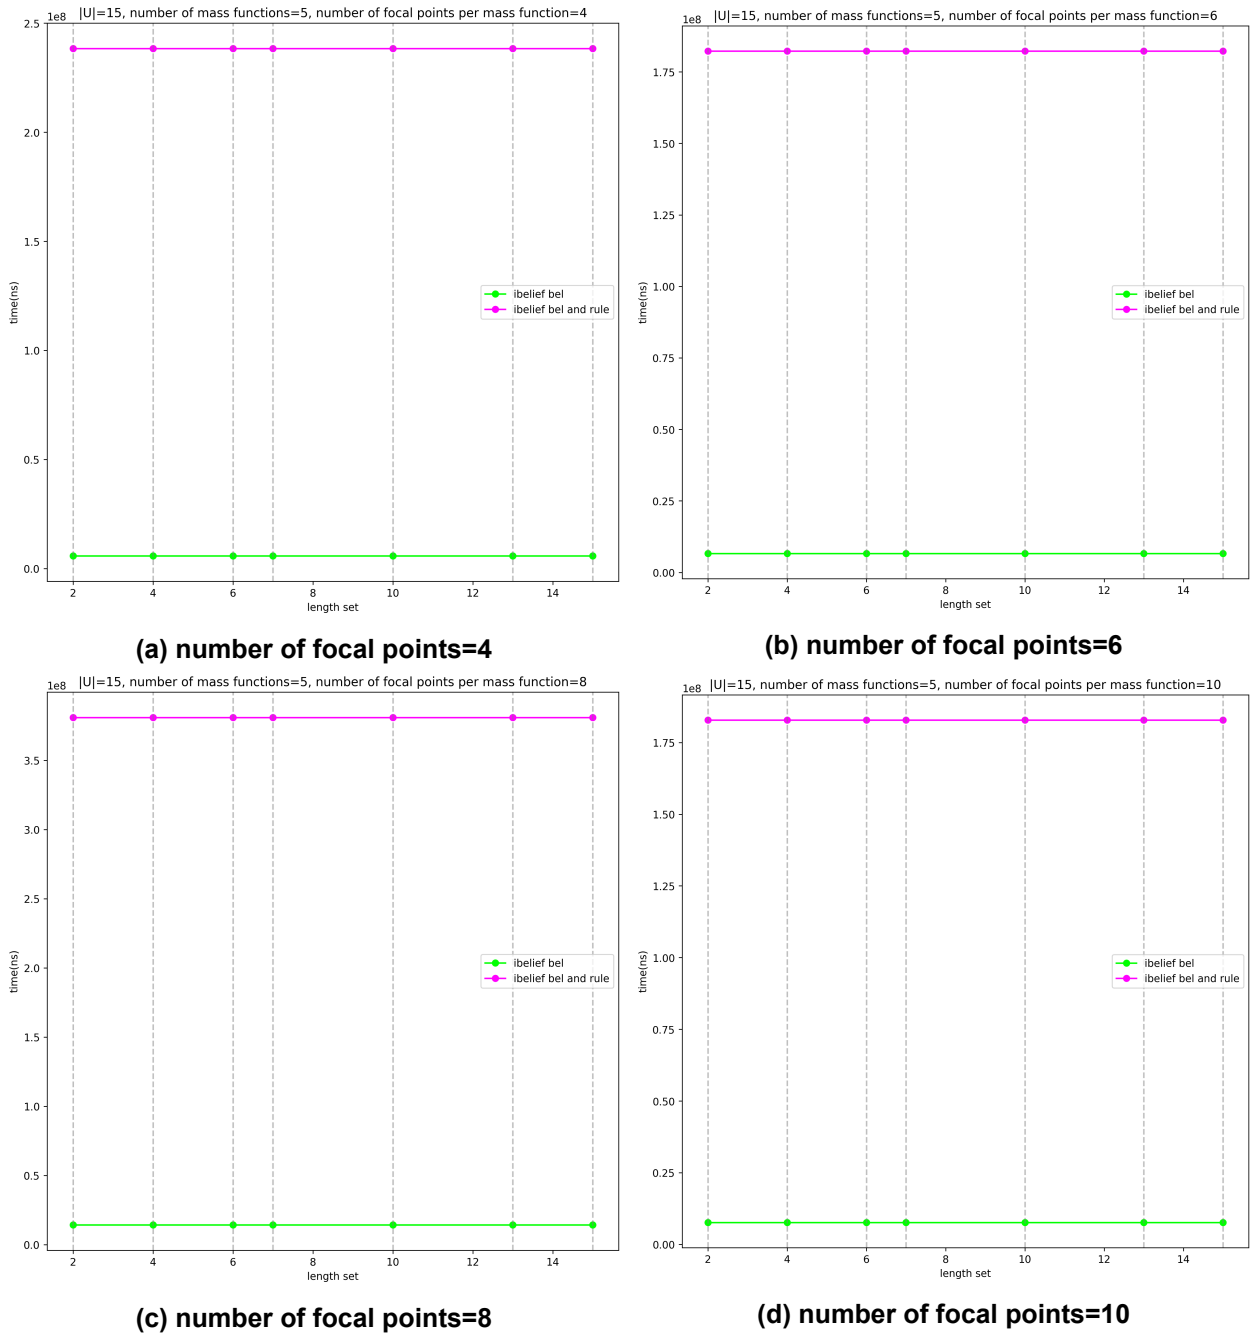 1e8
|U|=15, number of mass functions=5, number of focal points per mass function=4
2.5
2.0
1.5
1.0
0.5
0.0
time(ns)
ibelief bel
ibelief bel and rule
2 4 6 8 10 12 14
length set
(a) number of focal points=4
1e8
|U|=15, number of mass functions=5, number of focal points per mass function=6
1.75
1.50
1.25
1.00
0.75
0.50
0.25
0.00
time(ns)
ibelief bel
ibelief bel and rule
2 4 6 8 10 12 14
length set
(b) number of focal points=6
1e8
|U|=15, number of mass functions=5, number of focal points per mass function=8
3.5
3.0
2.5
2.0
1.5
1.0
0.5
0.0
time(ns)
ibelief bel
ibelief bel and rule
2 4 6 8 10 12 14
length set
(c) number of focal points=8
1e8
|U|=15, number of mass functions=5, number of focal points per mass function=10
1.75
1.50
1.25
1.00
0.75
0.50
0.25
0.00
time(ns)
ibelief bel
ibelief bel and rule
2 4 6 8 10 12 14
length set
(d) number of focal points=10